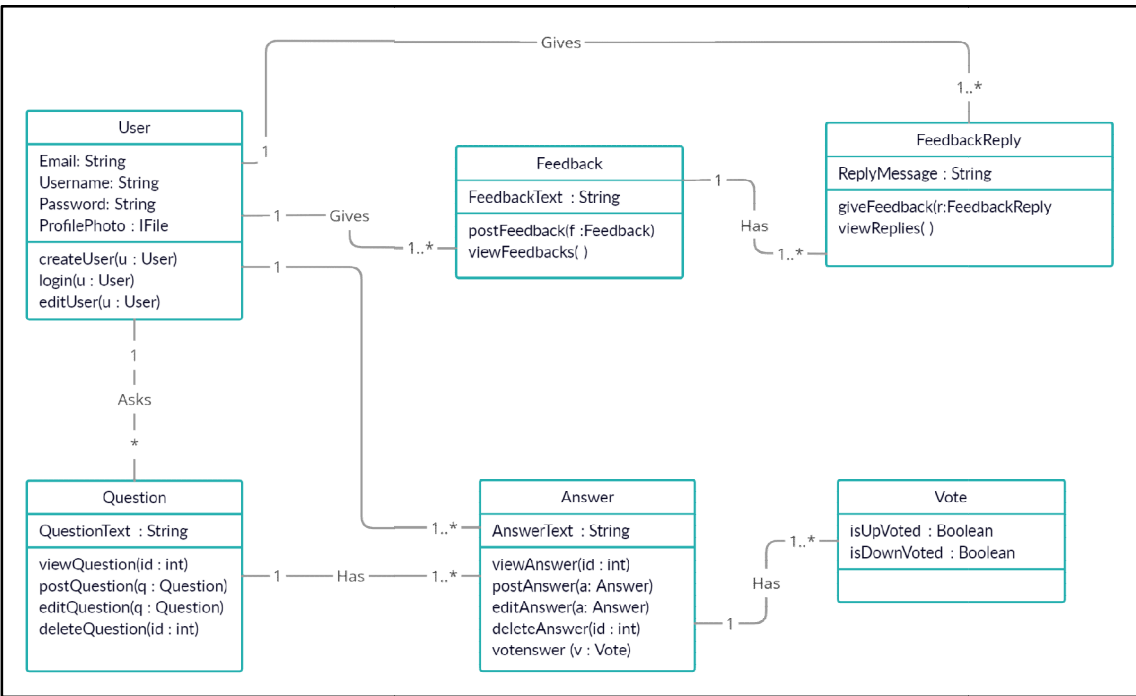 Gives
1..*
User
Email: String
Username: String
Password: String
ProfilePhoto : IFile
createUser(u : User)
login(u : User)
editUser(u : User)
1
1
Gives
1..*
1
Feedback
FeedbackText : String
postFeedback(f :Feedback)
viewFeedbacks( )
1
Has
1..*
FeedbackReply
ReplyMessage : String
giveFeedback(r:FeedbackReply
viewReplies( )
1
Asks
*
Question
QuestionText : String
viewQuestion(id : int)
postQuestion(q : Question)
editQuestion(q : Question)
deleteQuestion(id : int)
1..*
1
Has
1..*
Answer
AnswerText : String
viewAnswer(id : int)
postAnswer(a: Answer)
editAnswer(a: Answer)
deleteAnswer(id : int)
votenswer (v : Vote)
1
Has
1..*
Vote
isUpVoted : Boolean
isDownVoted : Boolean